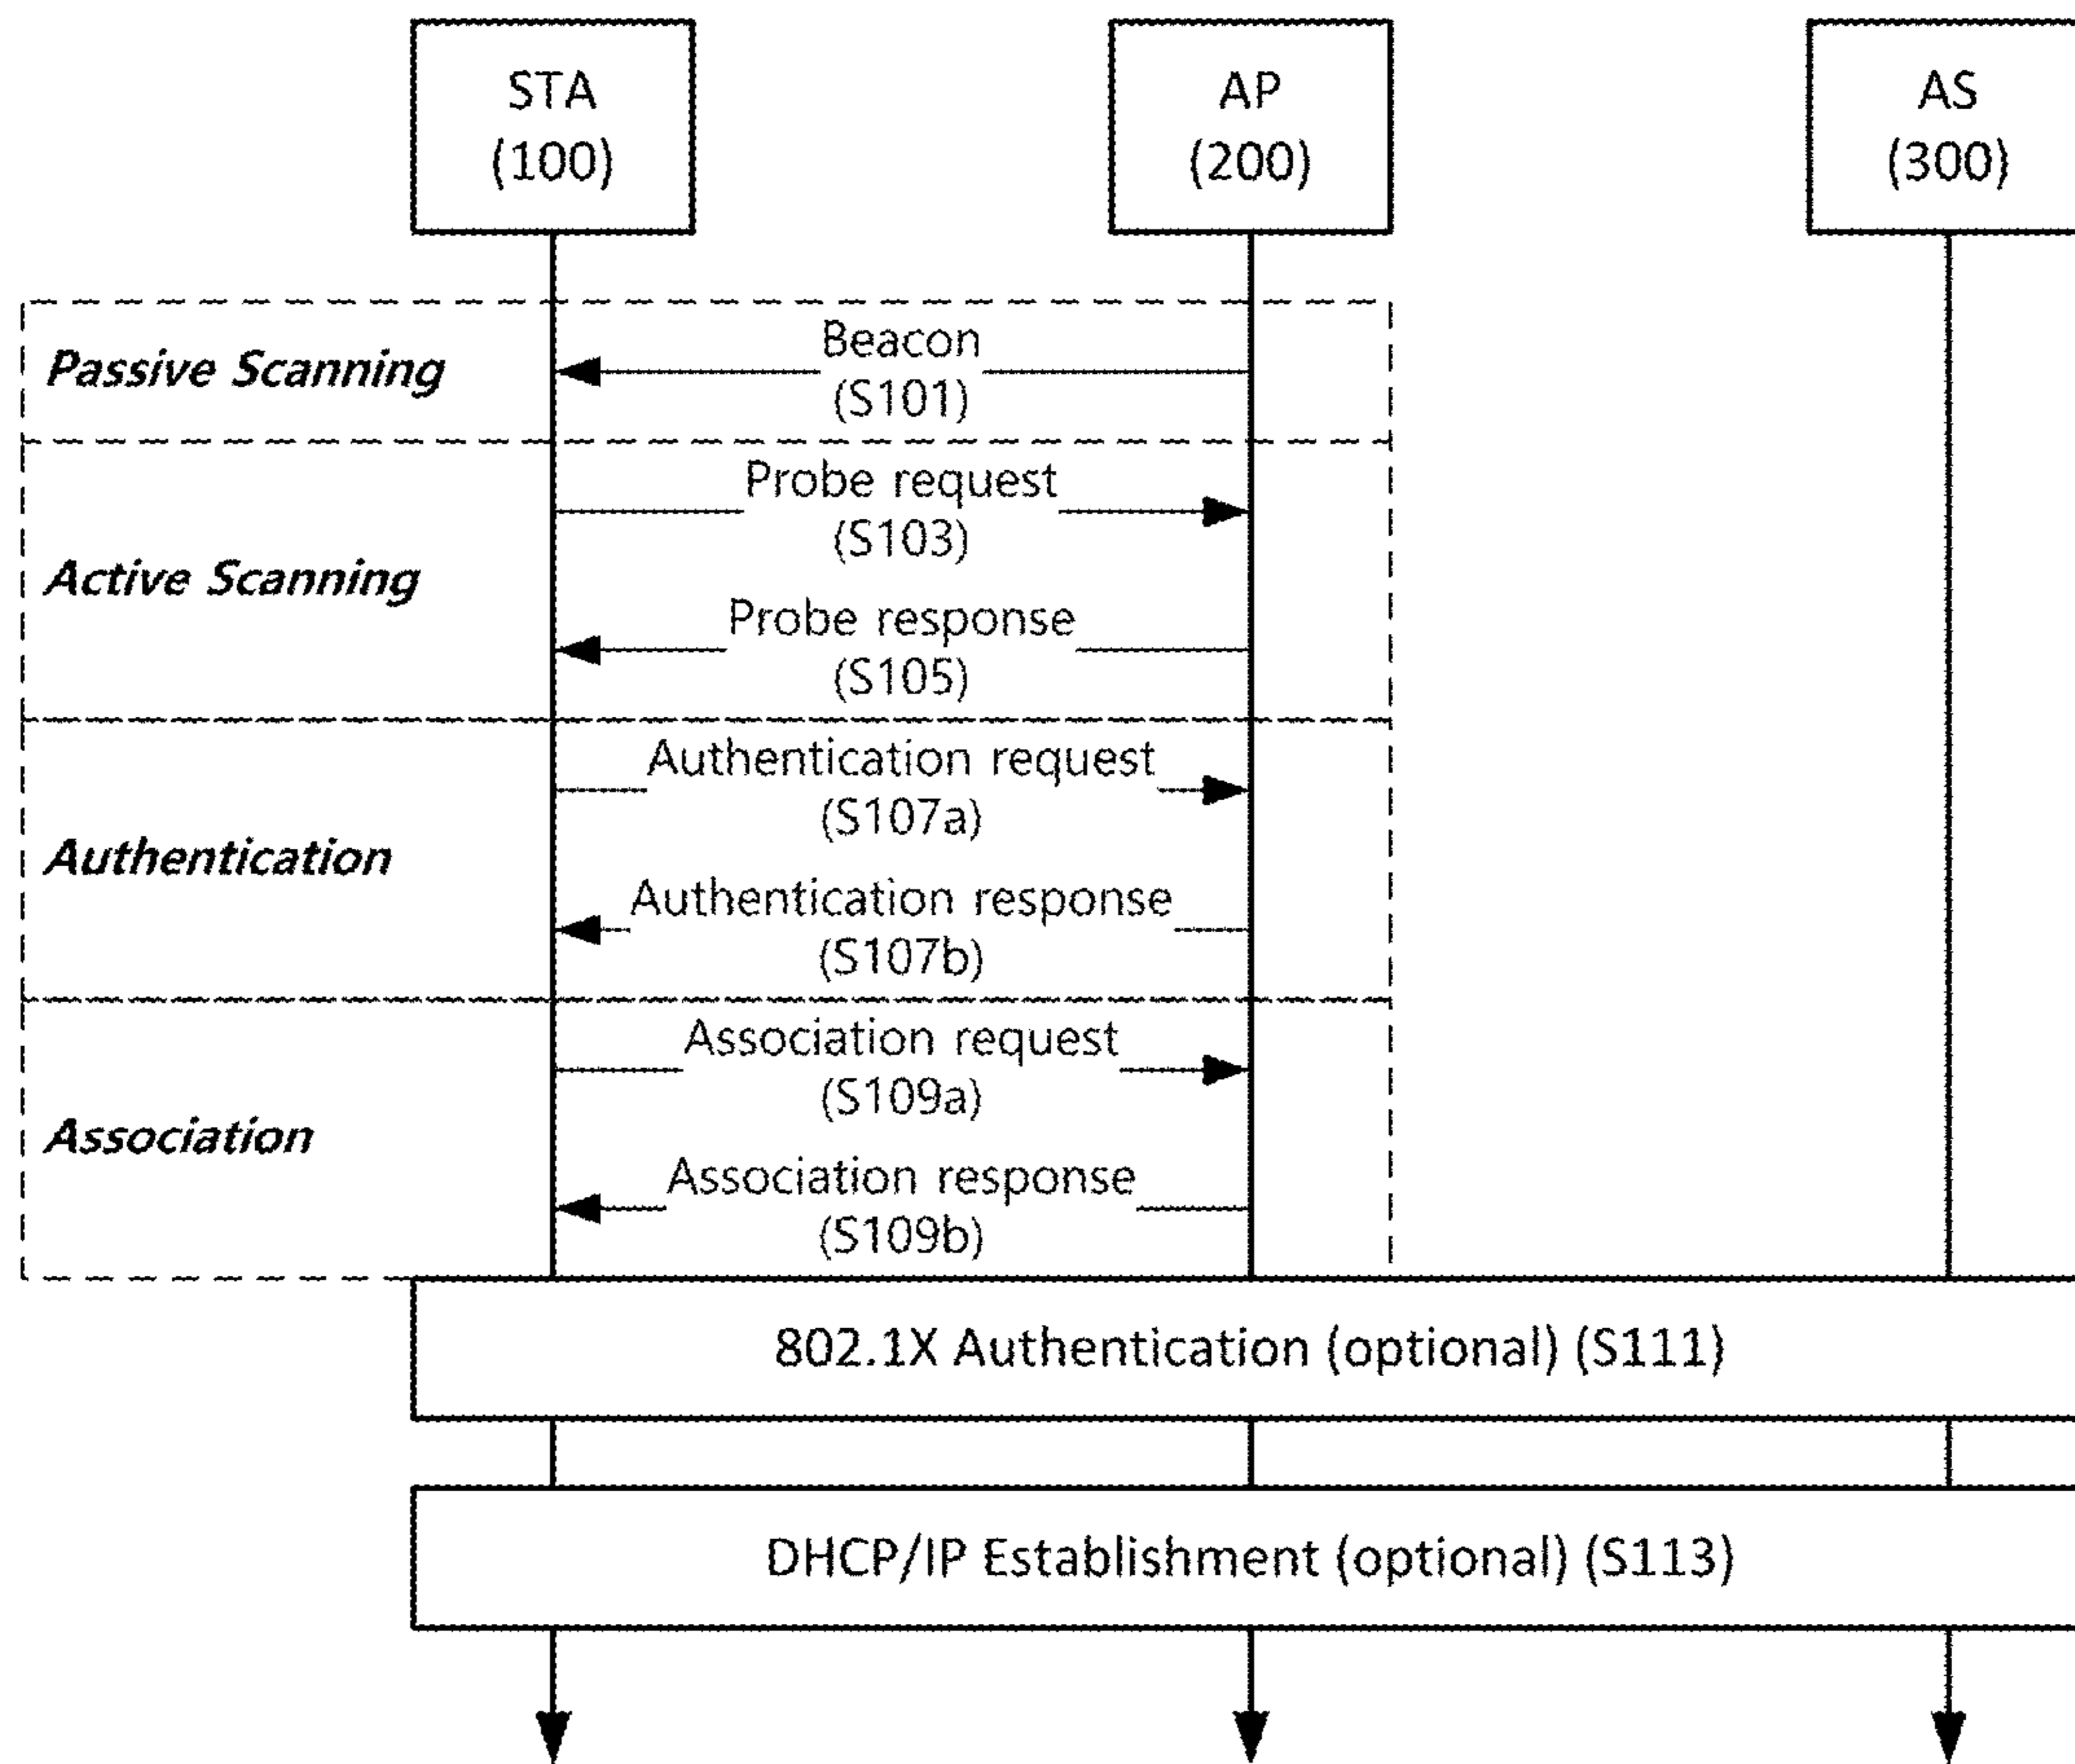 STA
(100)
AP
(200)
AS
(300)
Passive Scanning
Beacon
(S101)
Active Scanning
Probe request
(S103)
Probe response
(S105)
Authentication
Authentication request
(S107a)
Authentication response
(S107b)
Association
Association request
(S109a)
Association response
(S109b)
802.1X Authentication (optional) (S111)
DHCP/IP Establishment (optional) (S113)